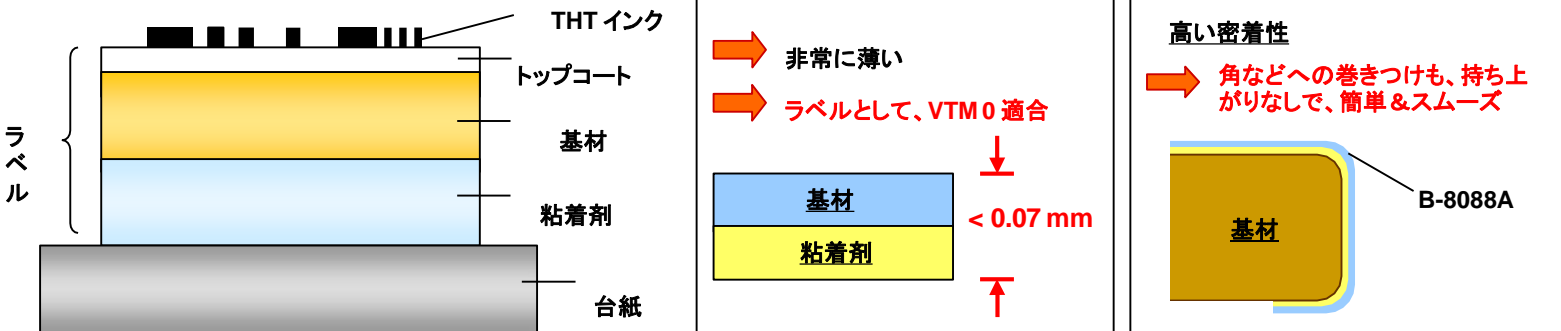 THT インク
トップコート
基材
粘着剤
台紙
ラベル
非常に薄い
ラベルとして、VTM 0 適合
基材
粘着剤
< 0.07 mm
高い密着性
角などへの巻きつけも、持ち上
がりなしで、簡単＆スムーズ
B-8088A
基材